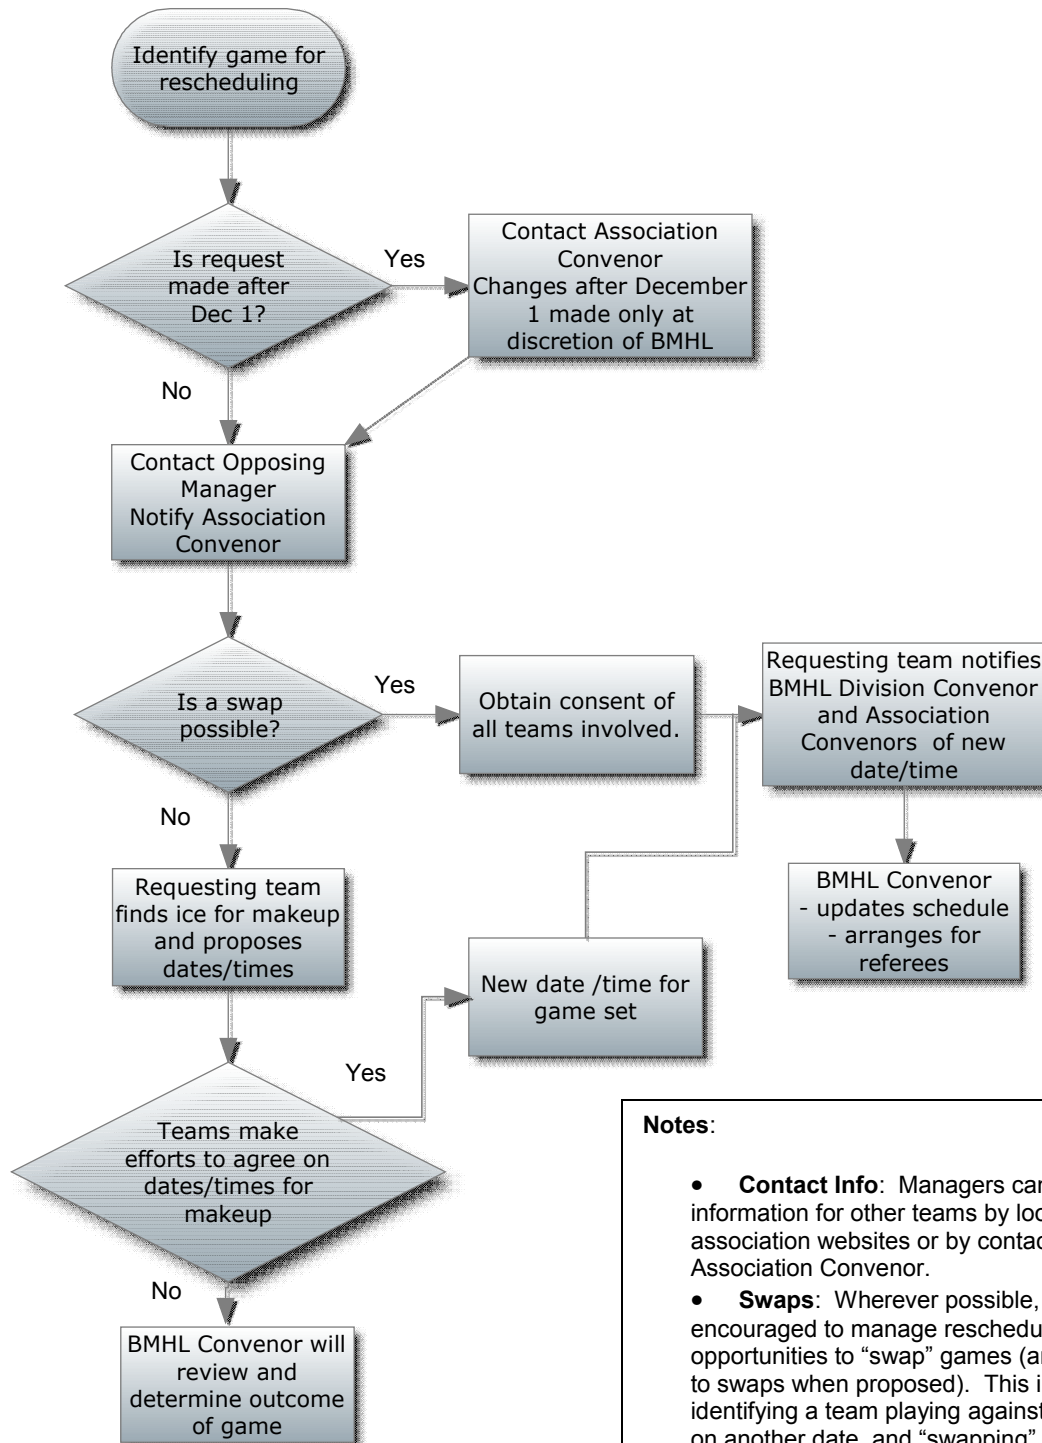 Identify game for
rescheduling
Is request
made after
Dec 1?
Yes
Contact Association
Convenor
Changes after December
1 made only at
discretion of BMHL
No
Contact Opposing
Manager
Notify Association
Convenor
Is a swap
possible?
Yes
Obtain consent of
all teams involved.
Requesting team notifies
BMHL Division Convenor
and Association
Convenors of new
date/time
No
BMHL Convenor
- updates schedule
- arranges for
referees
Requesting team
finds ice for makeup
and proposes
dates/times
New date /time for
game set
Yes
Teams make
efforts to agree on
dates/times for
makeup
No
BMHL Convenor will
review and
determine outcome
of game
Notes:
• Contact Info: Managers can
information for other teams by
association websites or by
Association Convenor.
• Swaps: Wherever possible,
encouraged to manage
opportunities to “swap” games
to swaps when proposed). This
identifying a team playing against
on another date, and “swapping”